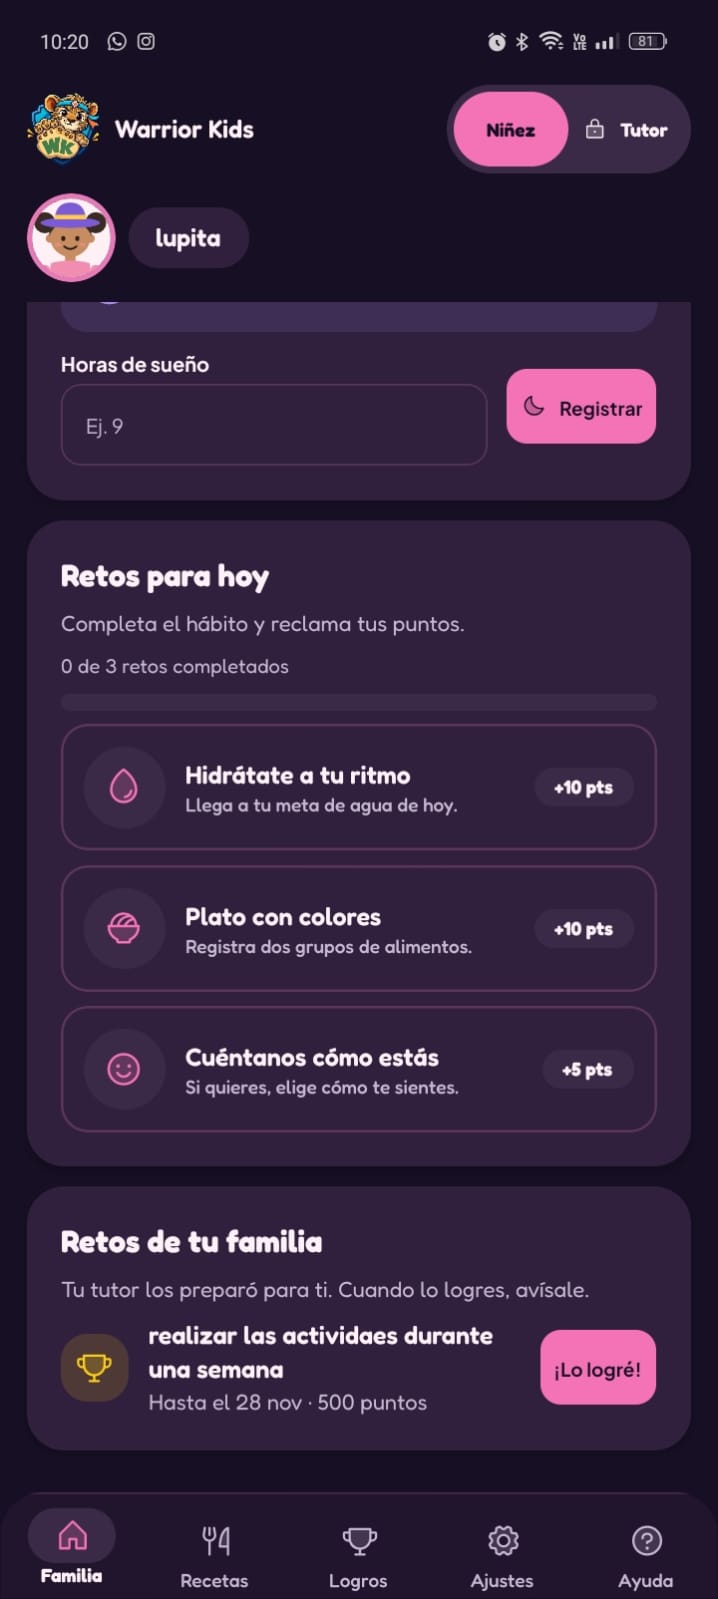 10:20
Vo
LTE
81
WK
Warrior Kids
Niñez
Tutor
lupita
Horas de sueño
Ej. 9
Registrar
Retos para hoy
Completa el hábito y reclama tus puntos.
0 de 3 retos completados
Hidrátate a tu ritmo
Llega a tu meta de agua de hoy.
+10 pts
Plato con colores
Registra dos grupos de alimentos.
+10 pts
Cuéntanos cómo estás
Si quieres, elige cómo te sientes.
+5 pts
Retos de tu familia
Tu tutor los preparó para ti. Cuando lo logres, avísale.
realizar las actividaes durante
una semana
Hasta el 28 nov · 500 puntos
¡Lo logré!
Familia
Recetas
Logros
Ajustes
Ayuda